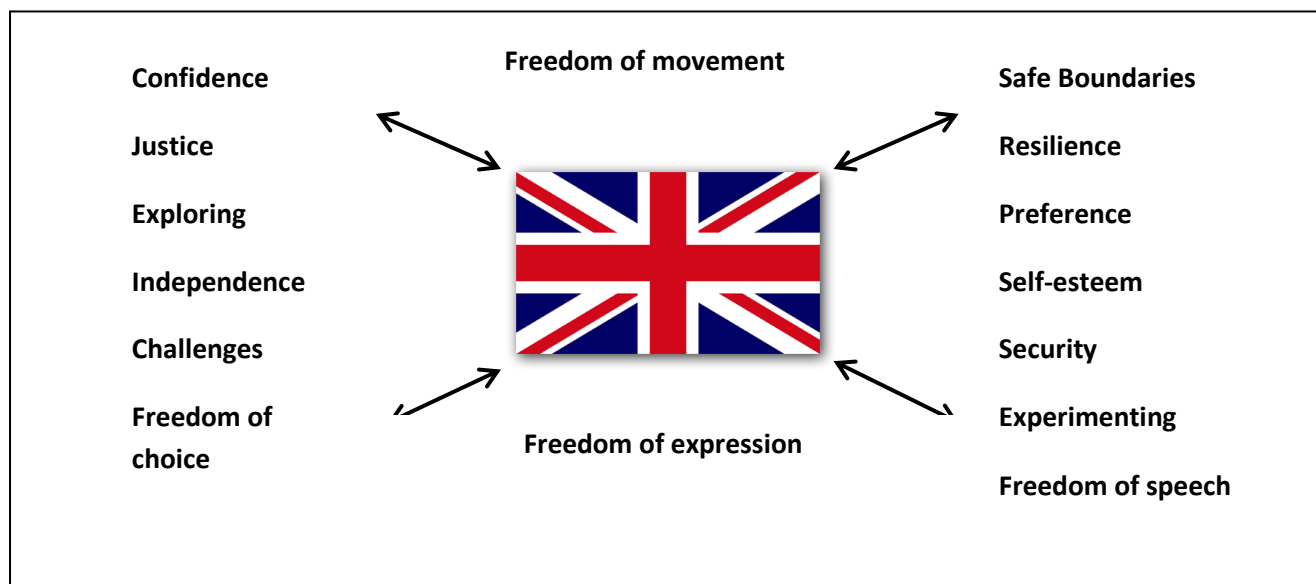 Confidence
Justice
Exploring
Independence
Challenges
Freedom of
choice
Freedom of movement
Freedom of expression
Safe Boundaries
Resilience
Preference
Self-esteem
Security
Experimenting
Freedom of speech